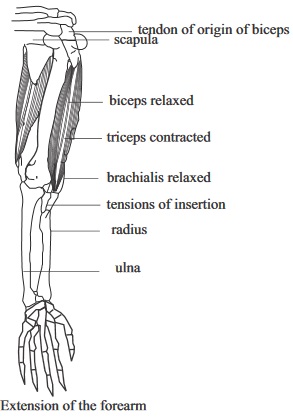 tendon of origin of biceps
scapula
biceps relaxed
triceps contracted
brachialis relaxed
tensions of insertion
radius
ulna
Extension of the forearm